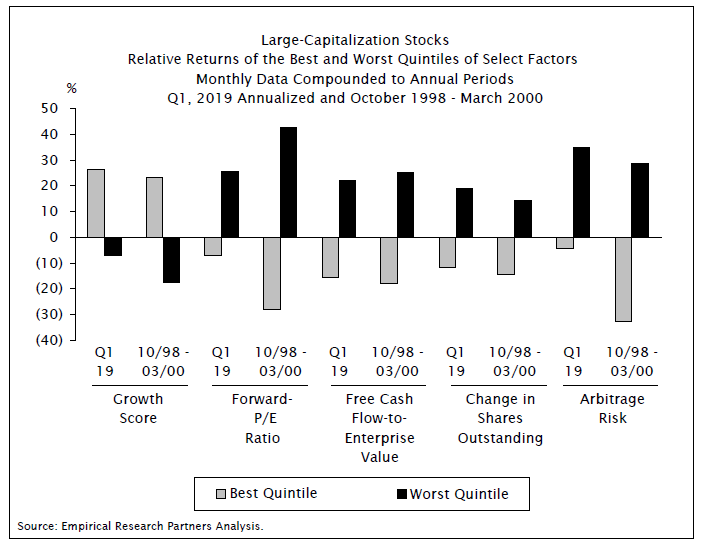 Large-Capitalization Stocks
Relative Returns of the Best and Worst Quintiles of Select Factors
Monthly Data Compounded to Annual Periods
Q1, 2019 Annualized and October 1998 - March 2000
%
50
40
30
20
10
0
(10)
(20)
(30)
(40)
Q1 10/98 - Q1 10/98 - Q1 10/98 - Q1 10/98 - Q1 10/98 -
19 03/00 19 03/00 19 03/00 19 03/00 19 03/00
Growth Forward- Free Cash Change in Arbitrage
Score P/E Flow-to- Shares Risk
Ratio Enterprise Outstanding
Value
Best Quintile Worst Quintile
Source: Empirical Research Partners Analysis.